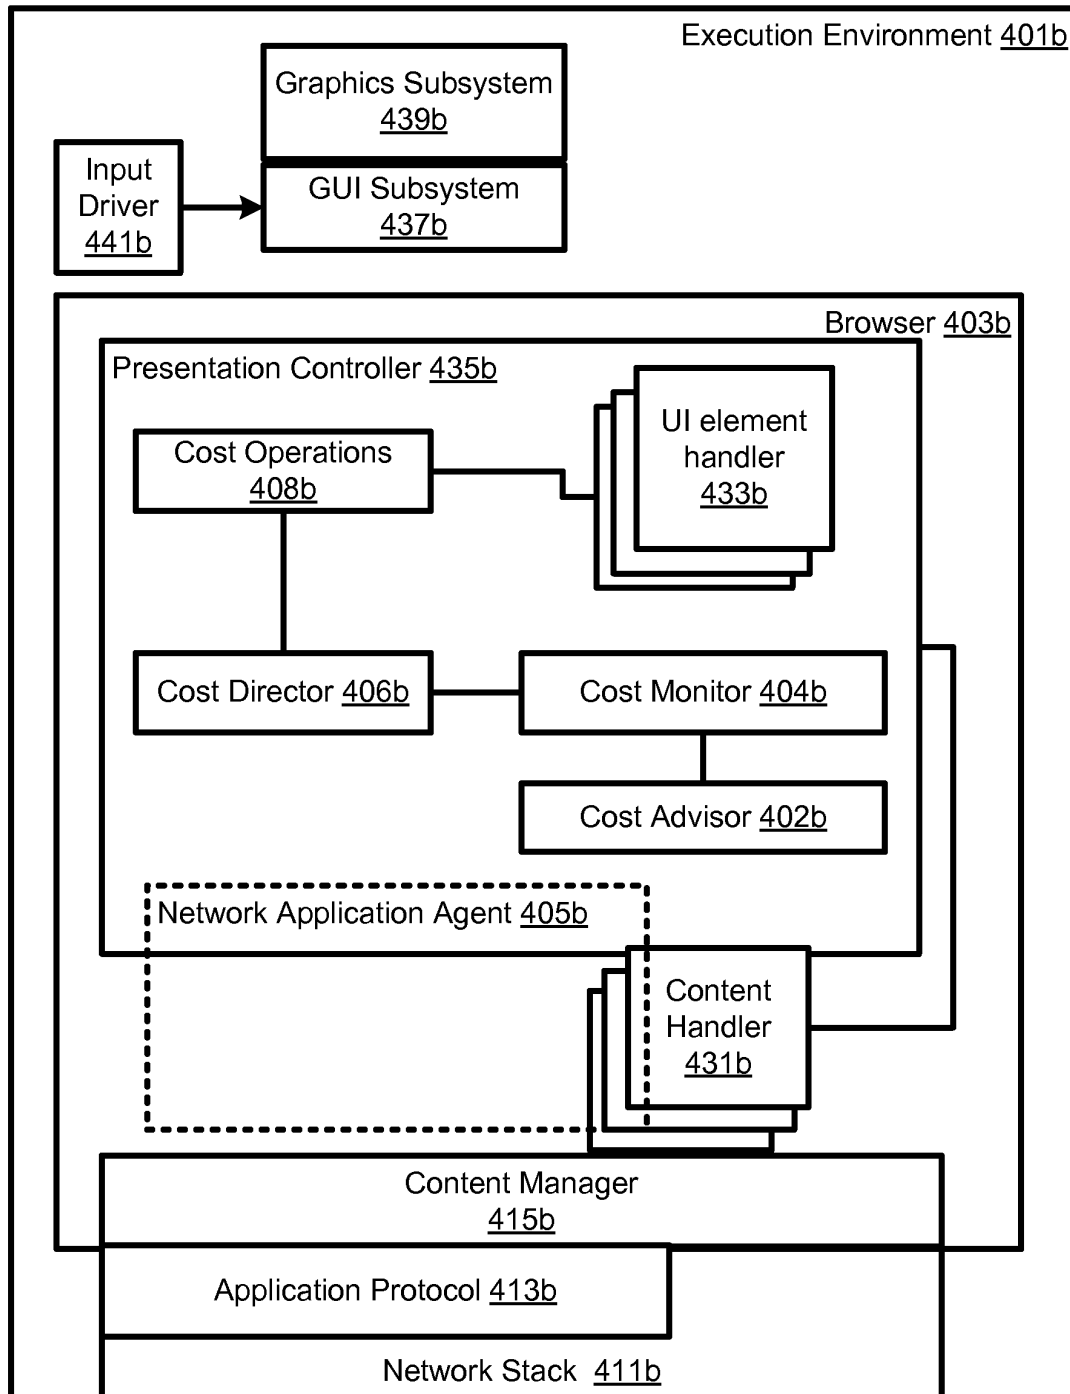 Execution Environment 401b
Graphics Subsystem
439b
Input
Driver
441b
GUI Subsystem
437b
Browser 403b
Presentation Controller 435b
UI element
handler
433b
Cost Operations
408b
Cost Director 406b
Cost Monitor 404b
Cost Advisor 402b
Network Application Agent 405b
Content
Handler
431b
Content Manager
415b
Application Protocol 413b
Network Stack 411b